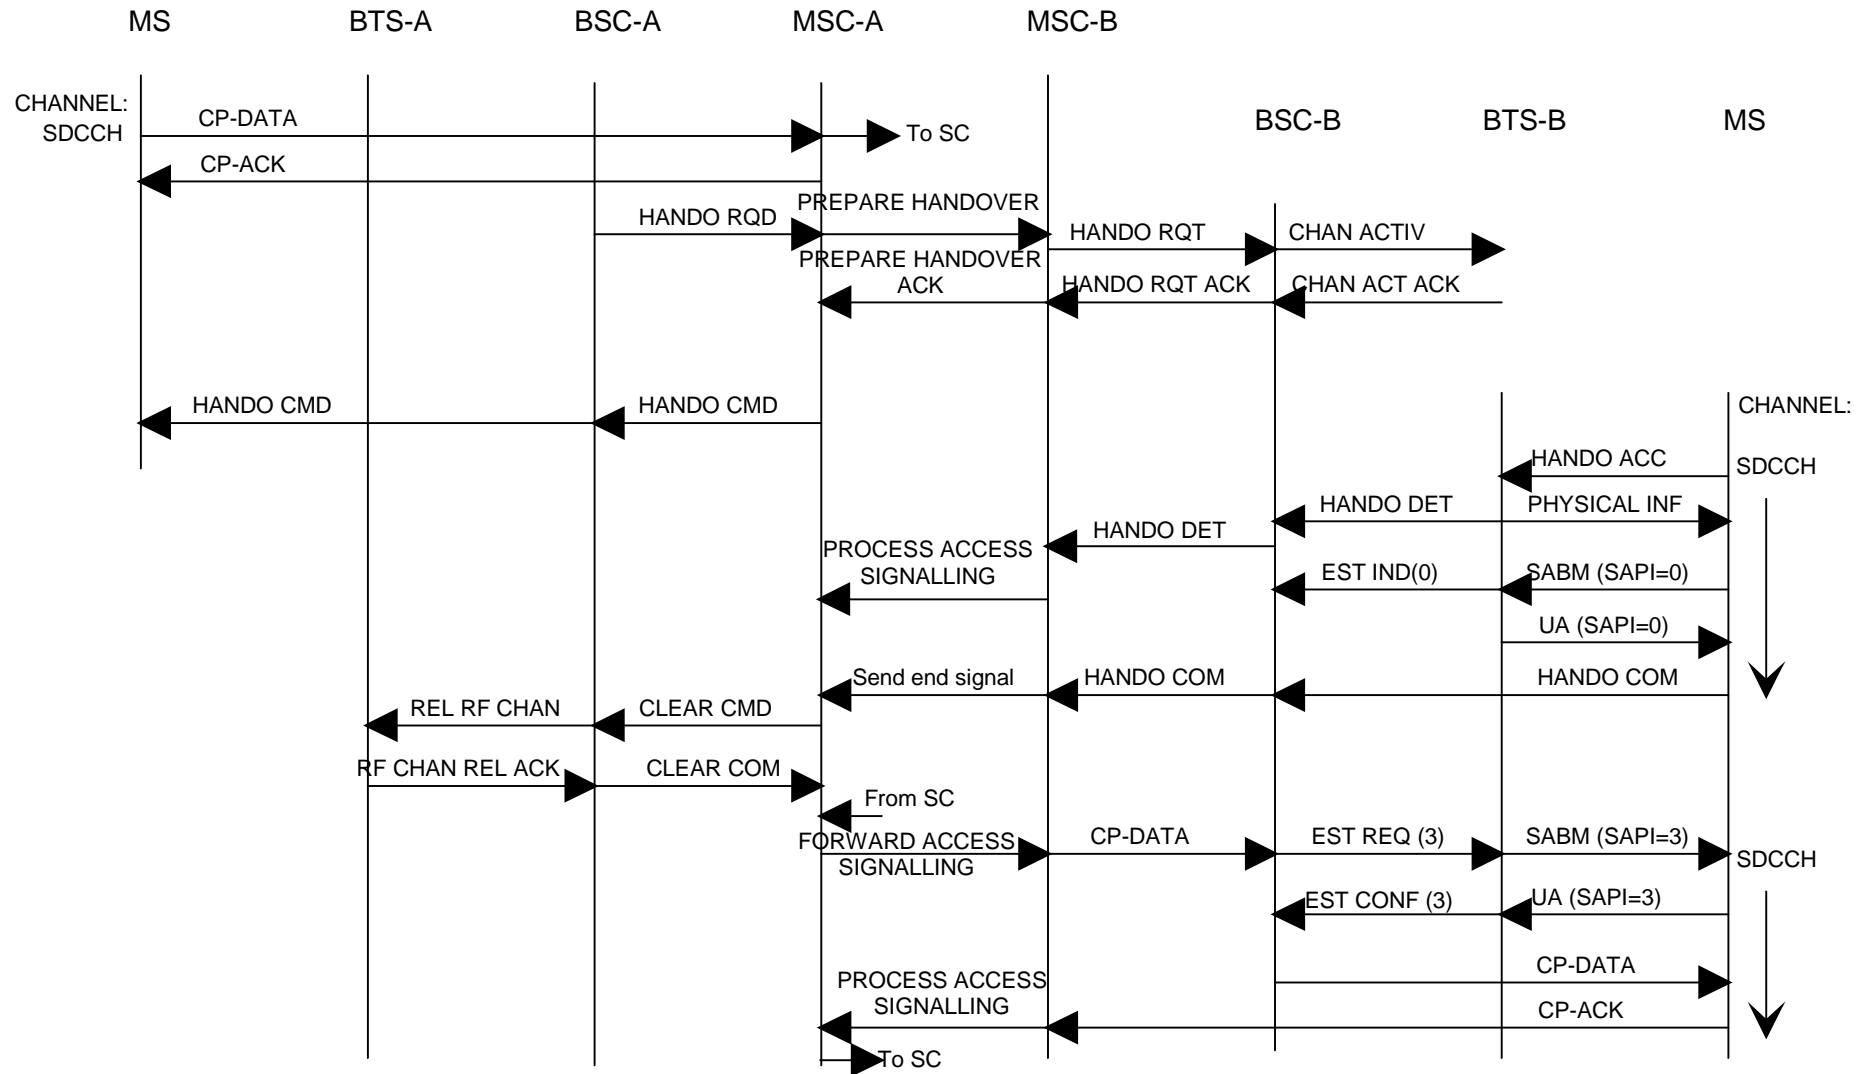 MS BTS-A BSC-A MSC-A MSC-B
CHANNEL:
SDCCH
CP-DATA
To SC
BSC-B BTS-B MS
CP-ACK
PREPARE HANDOVER
HANDO RQD
HANDO RQT
CHAN ACTIV
PREPARE HANDOVER
ACK
HANDO RQT ACK
CHAN ACT ACK
HANDO CMD
HANDO CMD
CHANNEL:
HANDO ACC
SDCCH
HANDO DET
PHYSICAL INF
HANDO DET
PROCESS ACCESS
SIGNALLING
EST IND(0)
SABM (SAPI=0)
UA (SAPI=0)
Send end signal
HANDO COM
HANDO COM
REL RF CHAN
CLEAR CMD
RF CHAN REL ACK
CLEAR COM
From SC
FORWARD ACCESS
SIGNALLING
CP-DATA
EST REQ (3)
SABM (SAPI=3)
SDCCH
EST CONF (3)
UA (SAPI=3)
CP-DATA
PROCESS ACCESS
SIGNALLING
CP-ACK
To SC